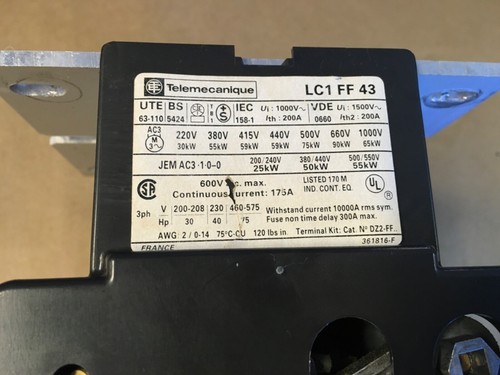 Telemecanique LC1 FF 43
UTE BS IEC Ui: 1000V~ VDE Ui: 1500V~
63-110 5424 158-1 Ith: 200A 0660 Ith: 200A
AC3 220V 380V 415V 440V 500V 660V 1000V
M 3~ 30kW 55kW 59kW 59kW 75kW 90kW 65kW
JEM AC3·1·0-0 200/240V 25kW 380/440V 50kW 500/550V 55kW
600V max.
Continuous current: 175A
LISTED 170 M
IND. CONT. EQ.
UL
3ph V 200-208 230 460-575
Hp 30 40 75
Withstand current 10000A rms sym.
Fuse non time delay 300A max.
AWG: 2/0-14 75°C-CU 120 lbs in. Terminal Kit: Cat. Nº DZ2-FF..
FRANCE 361816-F